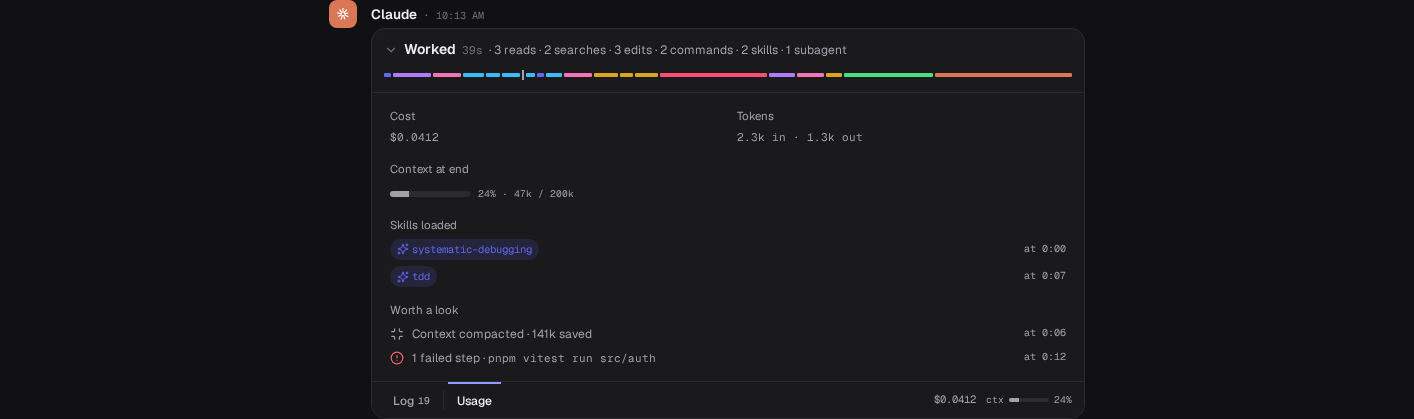 Claude · 10:13 AM
Worked 39s · 3 reads · 2 searches · 3 edits · 2 commands · 2 skills · 1 subagent
Cost Tokens
$0.0412 2.3k in · 1.3k out
Context at end
24% · 47k / 200k
Skills loaded
systematic-debugging at 0:00
tdd at 0:07
Worth a look
Context compacted · 141k saved at 0:06
1 failed step · pnpm vitest run src/auth at 0:12
Log 19 Usage $0.0412 ctx 24%